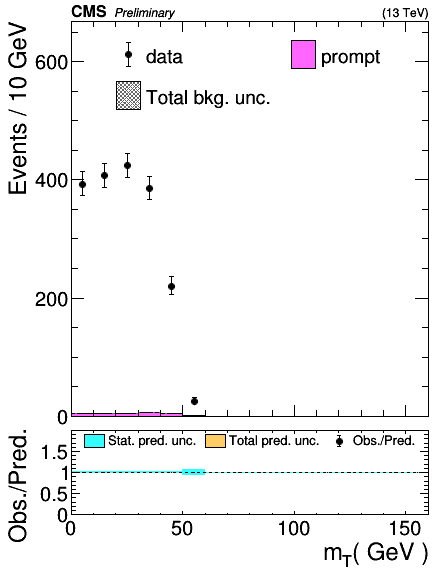 CMS Preliminary (13 TeV)
Events / 10 GeV
600
400
200
0
data
prompt
Total bkg. unc.
Obs./Pred.
Stat. pred. unc.
Total pred. unc.
Obs./Pred.
1.5
1
0.5
0
0 50 100 150
m_T( GeV )